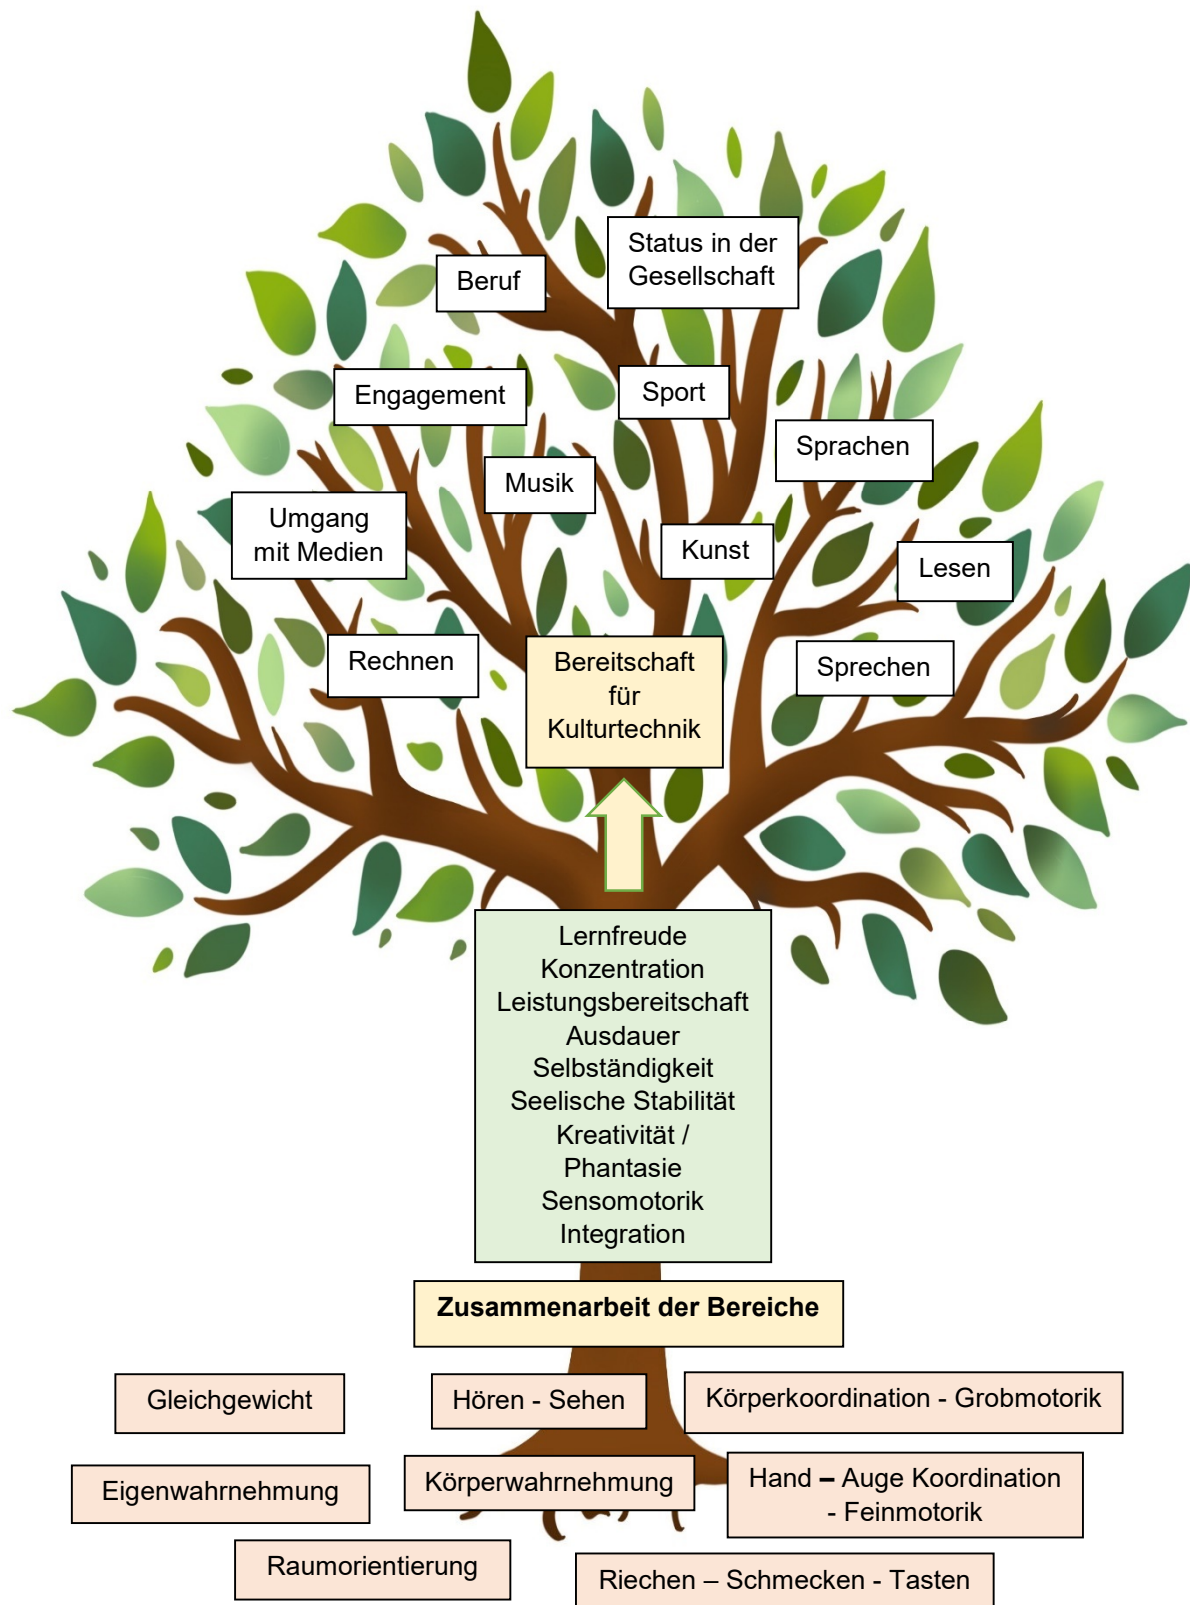 Status in der
Gesellschaft
Beruf
Engagement
Sport
Sprachen
Musik
Umgang
mit Medien
Kunst
Lesen
Rechnen
Bereitschaft
für
Kulturtechnik
Sprechen
Lernfreude
Konzentration
Leistungsbereitschaft
Ausdauer
Selbständigkeit
Seelische Stabilität
Kreativität /
Phantasie
Sensomotorik
Integration
Zusammenarbeit der Bereiche
Gleichgewicht
Hören - Sehen
Körperkoordination - Grobmotorik
Eigenwahrnehmung
Körperwahrnehmung
Hand – Auge Koordination
- Feinmotorik
Raumorientierung
Riechen – Schmecken - Tasten